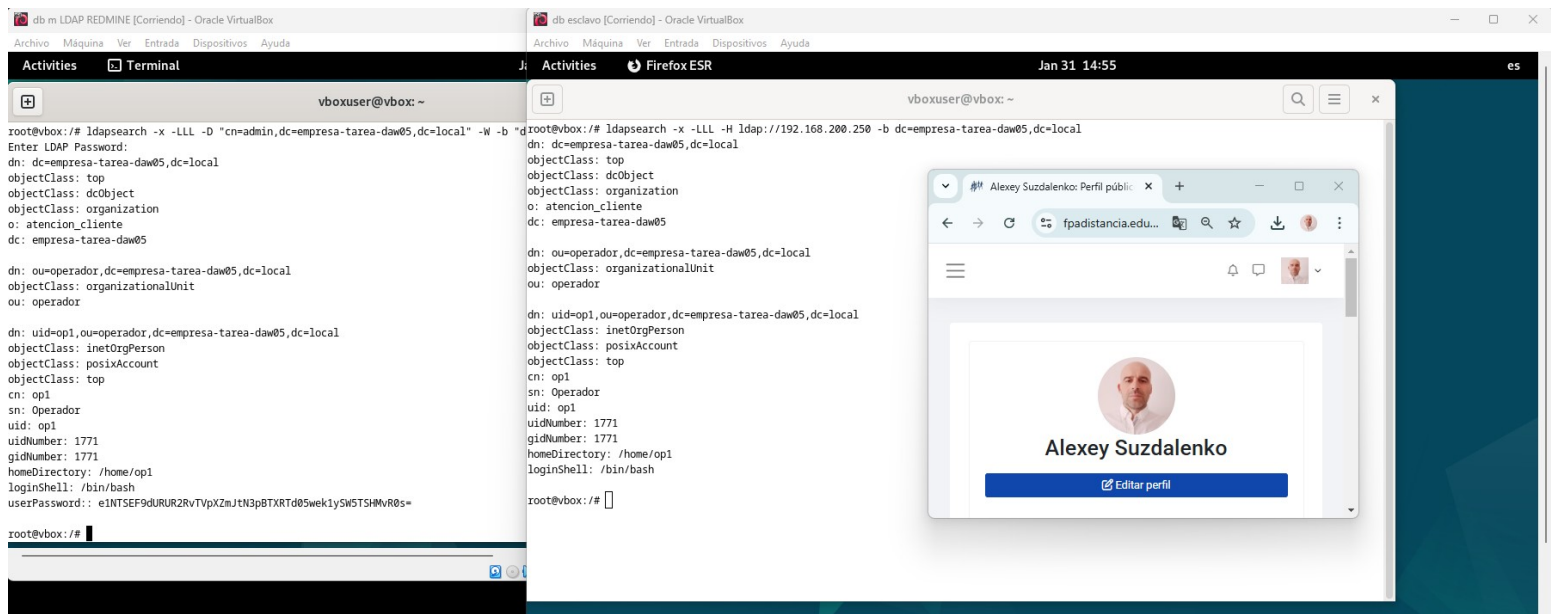 db m LDAP REDMINE [Corriendo] - Oracle VirtualBox
Archivo Máquina Ver Entrada Dispositivos Ayuda
Activities Terminal
vboxuser@vbox: ~
root@vbox:/# ldapsearch -x -LLL -D "cn=admin,dc=empresa-tarea-daw05,dc=local" -W -b "d
Enter LDAP Password:
dn: dc=empresa-tarea-daw05,dc=local
objectClass: top
objectClass: dcObject
objectClass: organization
o: atencion_cliente
dc: empresa-tarea-daw05
dn: ou=operador,dc=empresa-tarea-daw05,dc=local
objectClass: organizationalUnit
ou: operador
dn: uid=op1,ou=operador,dc=empresa-tarea-daw05,dc=local
objectClass: inetOrgPerson
objectClass: posixAccount
objectClass: top
cn: op1
sn: Operador
uid: op1
uidNumber: 1771
gidNumber: 1771
homeDirectory: /home/op1
loginShell: /bin/bash
userPassword::
root@vbox:/#
db esclavo [Corriendo] - Oracle VirtualBox
Archivo Máquina Ver Entrada Dispositivos Ayuda
Activities Firefox ESR Jan 31 14:55 es
vboxuser@vbox: ~
root@vbox:/# ldapsearch -x -LLL -H ldap://192.168.200.250 -b dc=empresa-tarea-daw05,dc=local
dn: dc=empresa-tarea-daw05,dc=local
objectClass: top
objectClass: dcObject
objectClass: organization
o: atencion_cliente
dc: empresa-tarea-daw05
dn: ou=operador,dc=empresa-tarea-daw05,dc=local
objectClass: organizationalUnit
ou: operador
dn: uid=op1,ou=operador,dc=empresa-tarea-daw05,dc=local
objectClass: inetOrgPerson
objectClass: posixAccount
objectClass: top
cn: op1
sn: Operador
uid: op1
uidNumber: 1771
gidNumber: 1771
homeDirectory: /home/op1
loginShell: /bin/bash
root@vbox:/#
Alexey Suzdalenko: Perfil públic
fpadistancia.edu...
Alexey Suzdalenko
Editar perfil